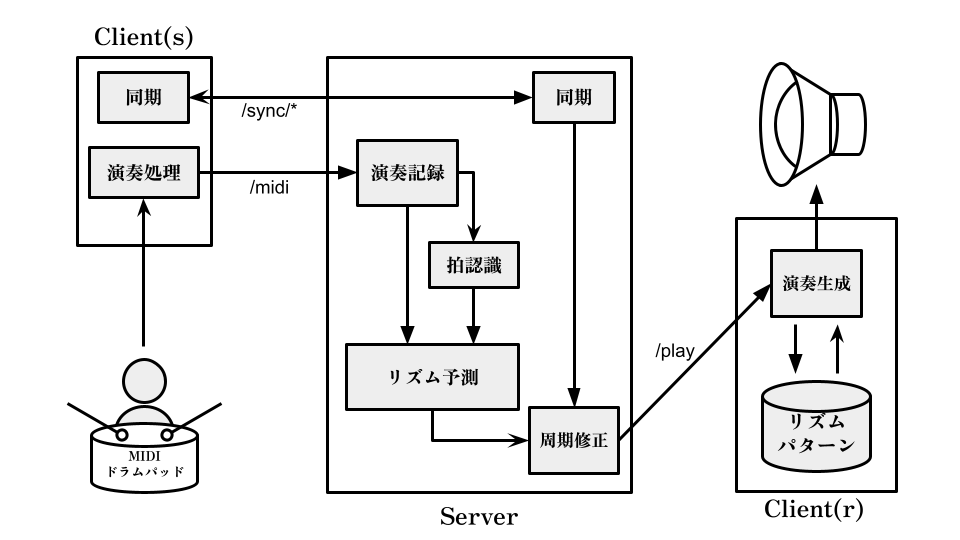 Client(s)
同期
/sync/*
同期
演奏処理
/midi
演奏記録
拍認識
リズム予測
周期修正
/play
演奏生成
リズム
パターン
MIDI
ドラムパッド
Server
Client(r)